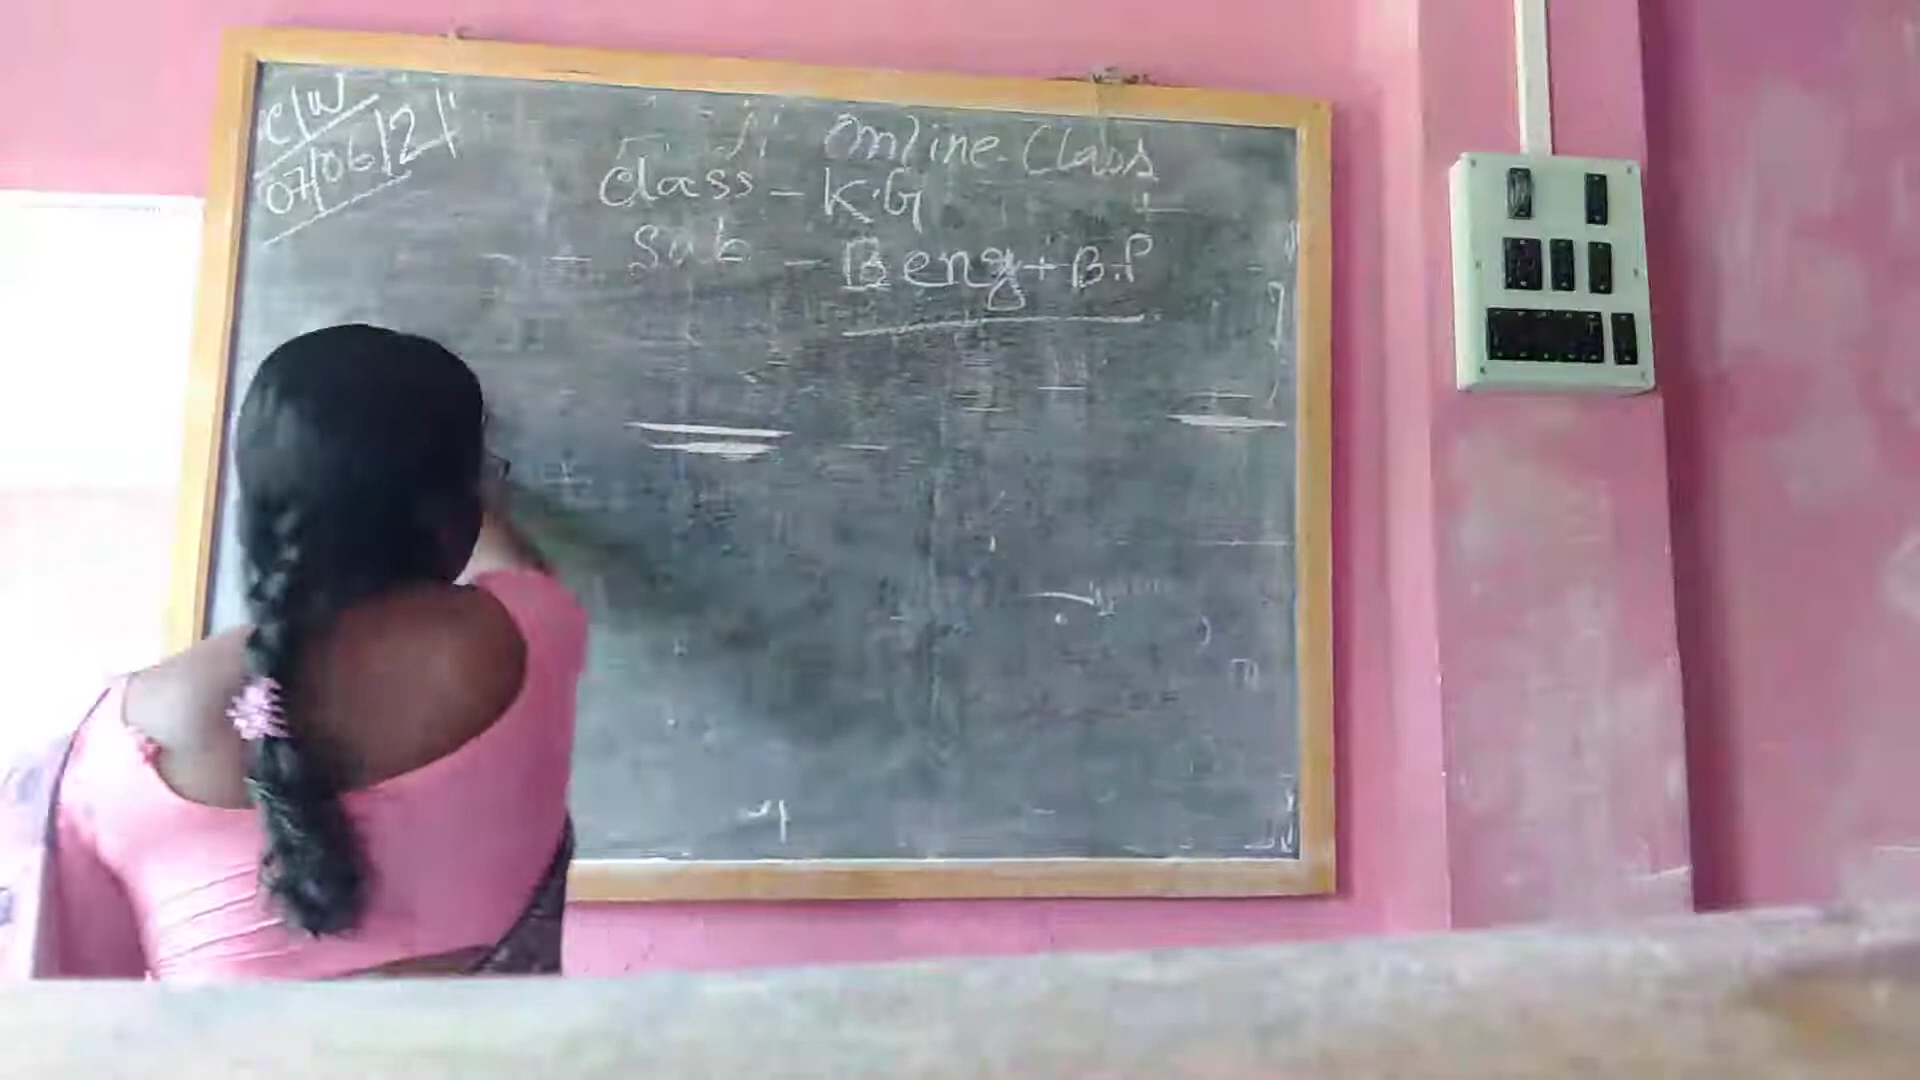 C/W
07/06/21
Online Class
Class - K.G
Sub - Beng + B.P